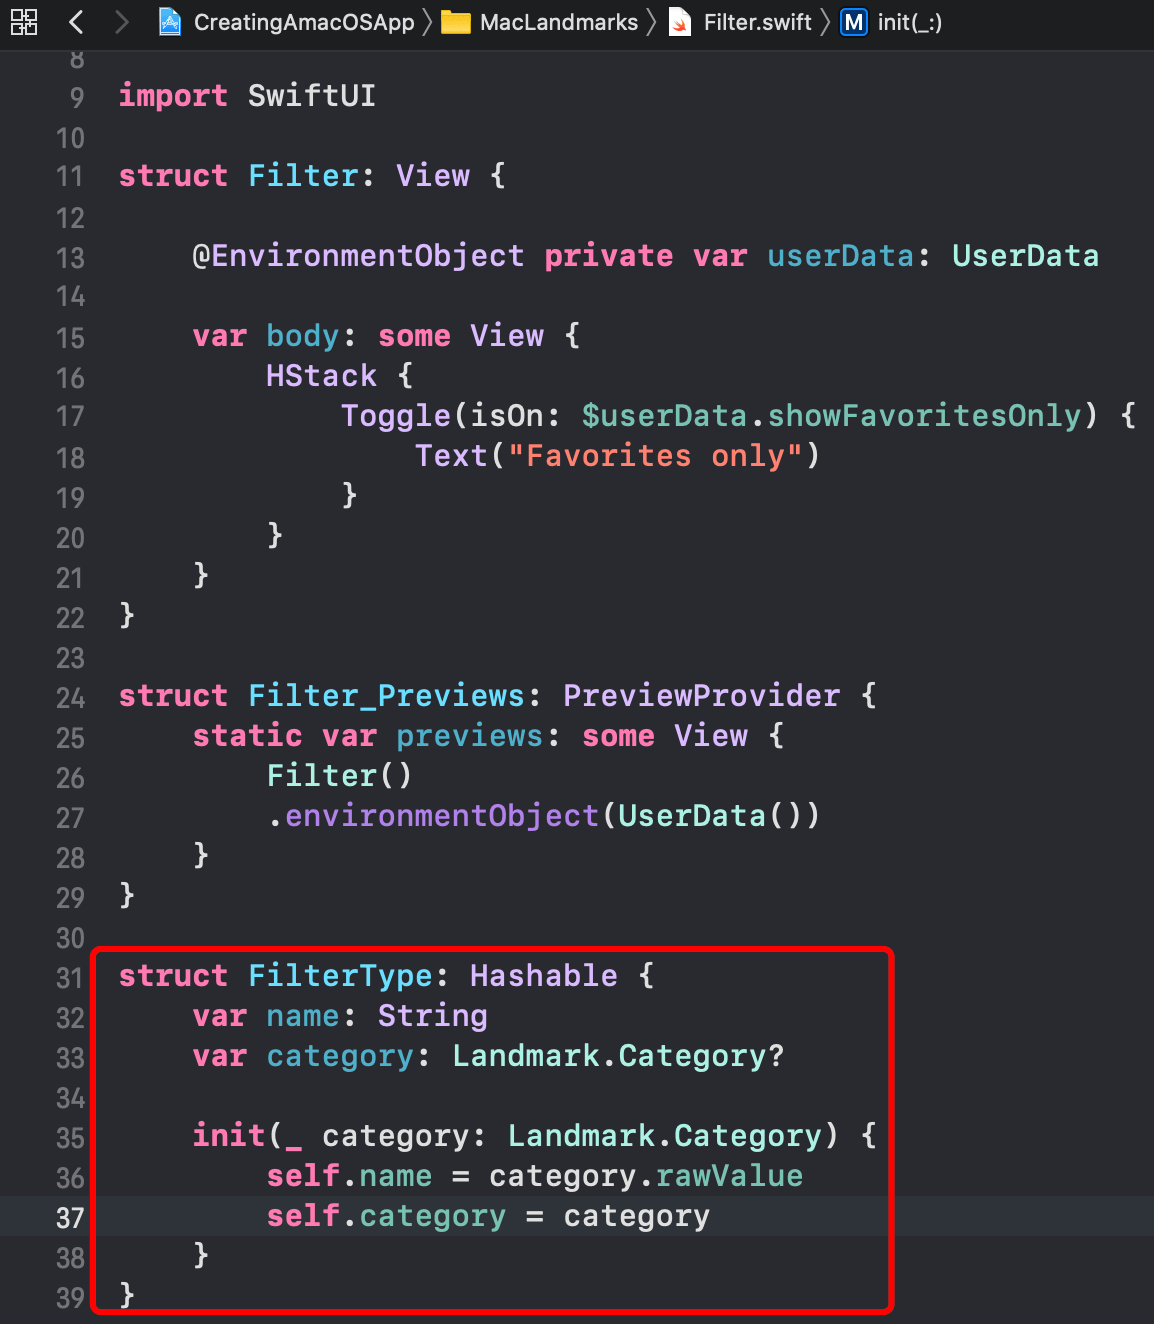 CreatingAmacOSApp MacLandmarks Filter.swift M init(_:)
8
9 import SwiftUI
10
11 struct Filter: View {
12
13 @EnvironmentObject private var userData: UserData
14
15 var body: some View {
16 HStack {
17 Toggle(isOn: $userData.showFavoritesOnly) {
18 Text("Favorites only")
19 }
20 }
21 }
22 }
23
24 struct Filter_Previews: PreviewProvider {
25 static var previews: some View {
26 Filter()
27 .environmentObject(UserData())
28 }
29 }
30
31 struct FilterType: Hashable {
32 var name: String
33 var category: Landmark.Category?
34
35 init(_ category: Landmark.Category) {
36 self.name = category.rawValue
37 self.category = category
38 }
39 }